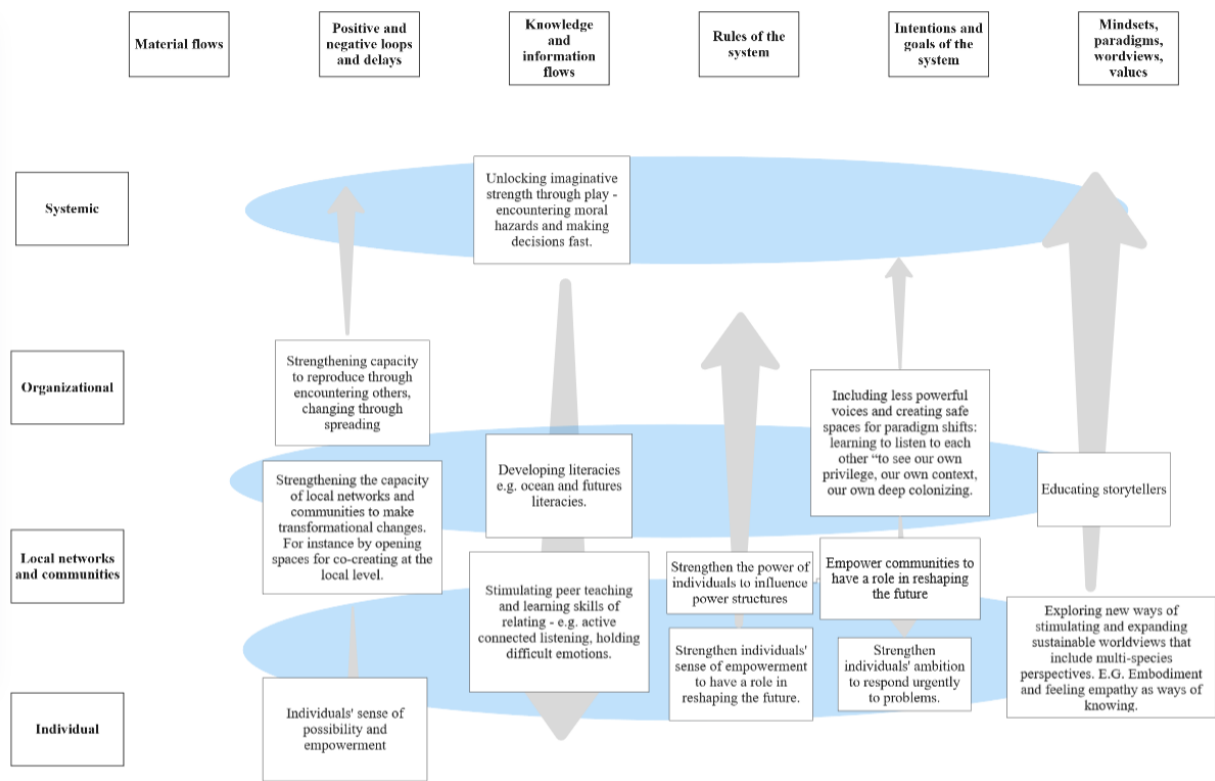 Material flows
Positive and
negative loops
and delays
Knowledge
and
information
flows
Rules of the
system
Intentions and
goals of the
system
Mindsets,
paradigms,
wordviews,
values
Systemic
Unlocking imaginative
strength through play -
encountering moral
hazards and making
decisions fast.
Organizational
Strengthening capacity
to reproduce through
encountering others,
changing through
spreading
Including less powerful
voices and creating safe
spaces for paradigm shifts:
learning to listen to each
other “to see our own
privilege, our own context,
our own deep colonizing.
Developing literacies
e.g. ocean and futures
literacies.
Educating storytellers
Strengthening the capacity
of local networks and
communities to make
transformational changes.
For instance by opening
spaces for co-creating at the
local level.
Local networks
and communities
Strengthen the power of
individuals to influence
power structures
Empower communities to
have a role in reshaping
the future
Stimulating peer teaching
and learning skills of
relating - e.g. active
connected listening, holding
difficult emotions.
Exploring new ways of
stimulating and expanding
sustainable worldviews that
include multi-species
perspectives. E.G. Embodiment
and feeling empathy as ways of
knowing.
Strengthen individuals'
sense of empowerment
to have a role in
reshaping the future.
Strengthen
individuals' ambition
to respond urgently
to problems.
Individual
Individuals' sense of
possibility and
empowerment